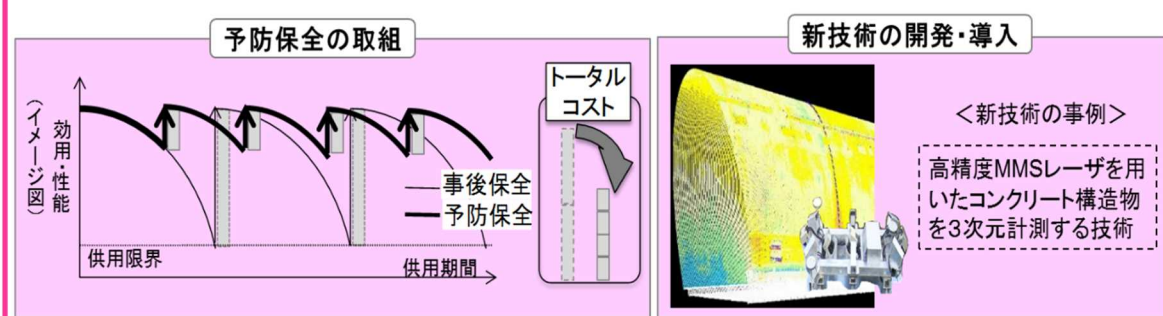 予防保全の取組
効用・性能
（イメージ図）
供用限界
供用期間
事後保全
予防保全
トータル
コスト
新技術の開発・導入
＜新技術の事例＞
高精度MMSレーザを用
いたコンクリート構造物
を3次元計測する技術